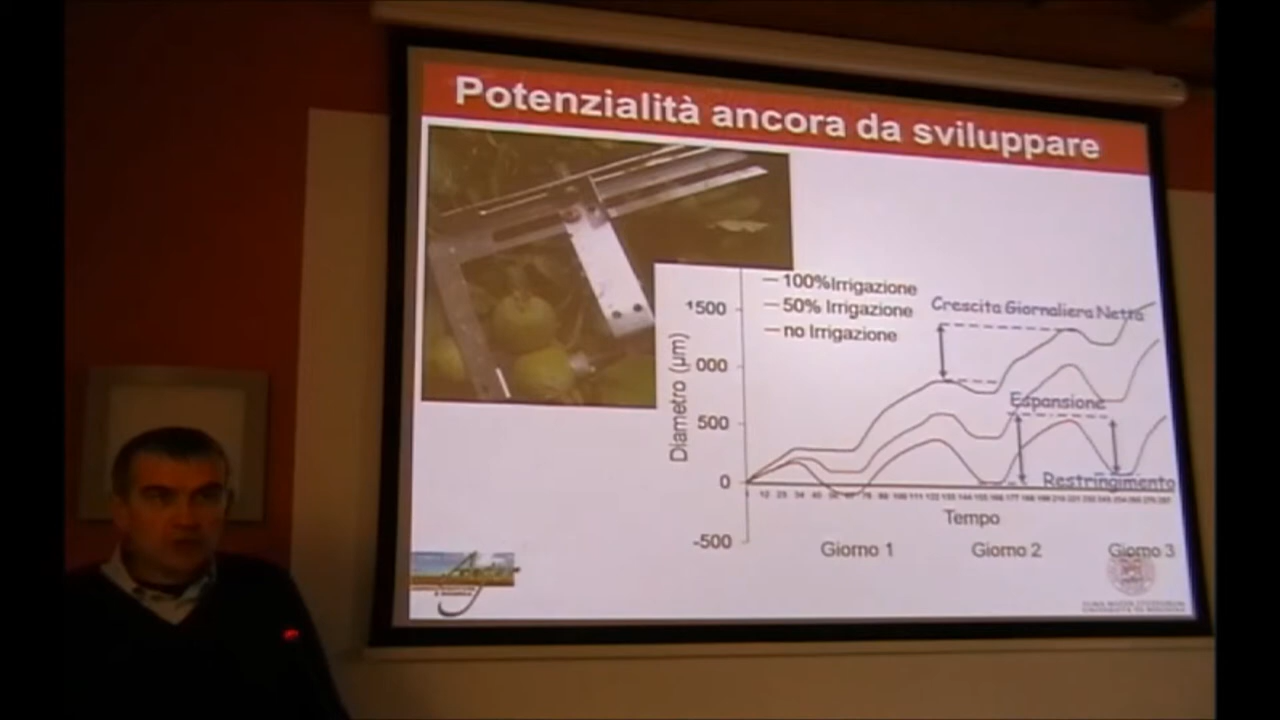 Potenzialità ancora da sviluppare
100%Irrigazione
50% Irrigazione
no Irrigazione
Crescita Giornaliera Netta
Espansione
Restringimento
Diametro (µm)
1500
000
500
0
-500
Tempo
Giorno 1
Giorno 2
Giorno 3